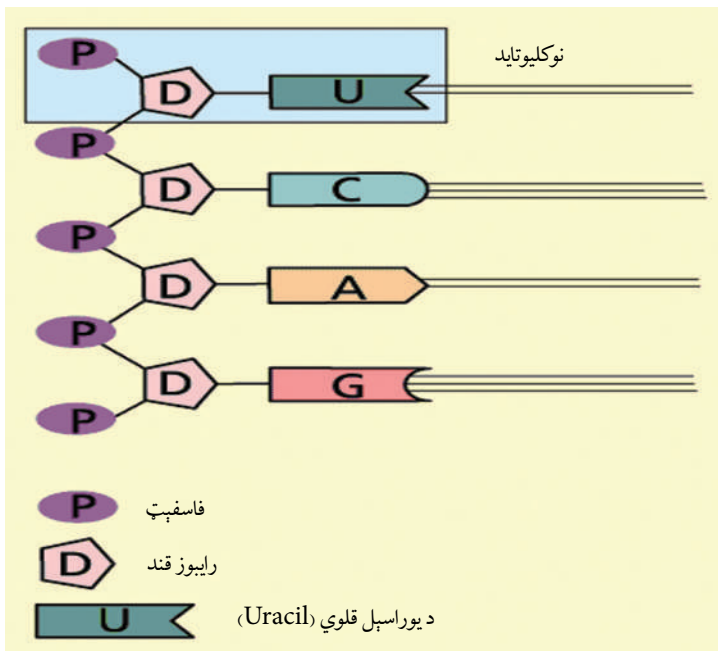 P
نوکلیوتاید
D U
P
D C
P
D A
P
D G
P
P فاسفېټ
D رایبوز قند
U د یوراسېل قلوي (Uracil)